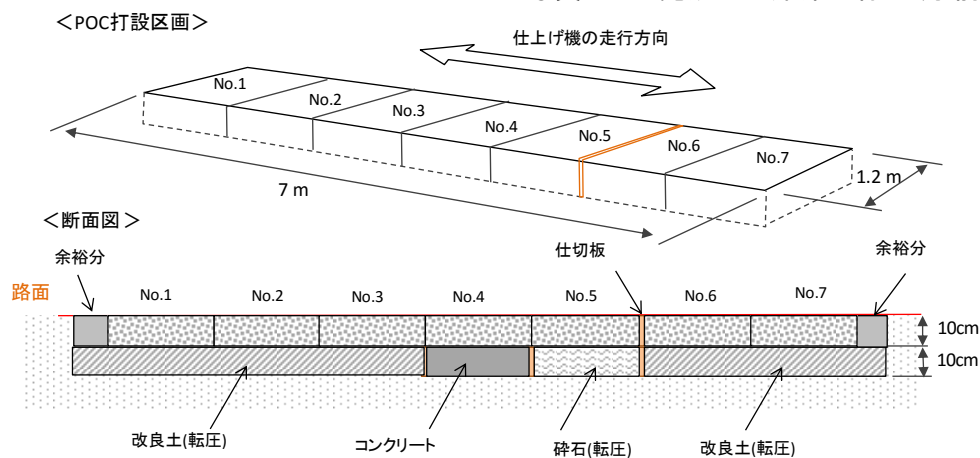 ＜POC打設区画＞
仕上げ機の走行方向
No.1
No.2
No.3
No.4
No.5
No.6
No.7
7 m
1.2 m
＜断面図＞
余裕分
仕切板
余裕分
路面
No.1
No.2
No.3
No.4
No.5
No.6
No.7
10cm
10cm
改良土(転圧)
コンクリート
砕石(転圧)
改良土(転圧)